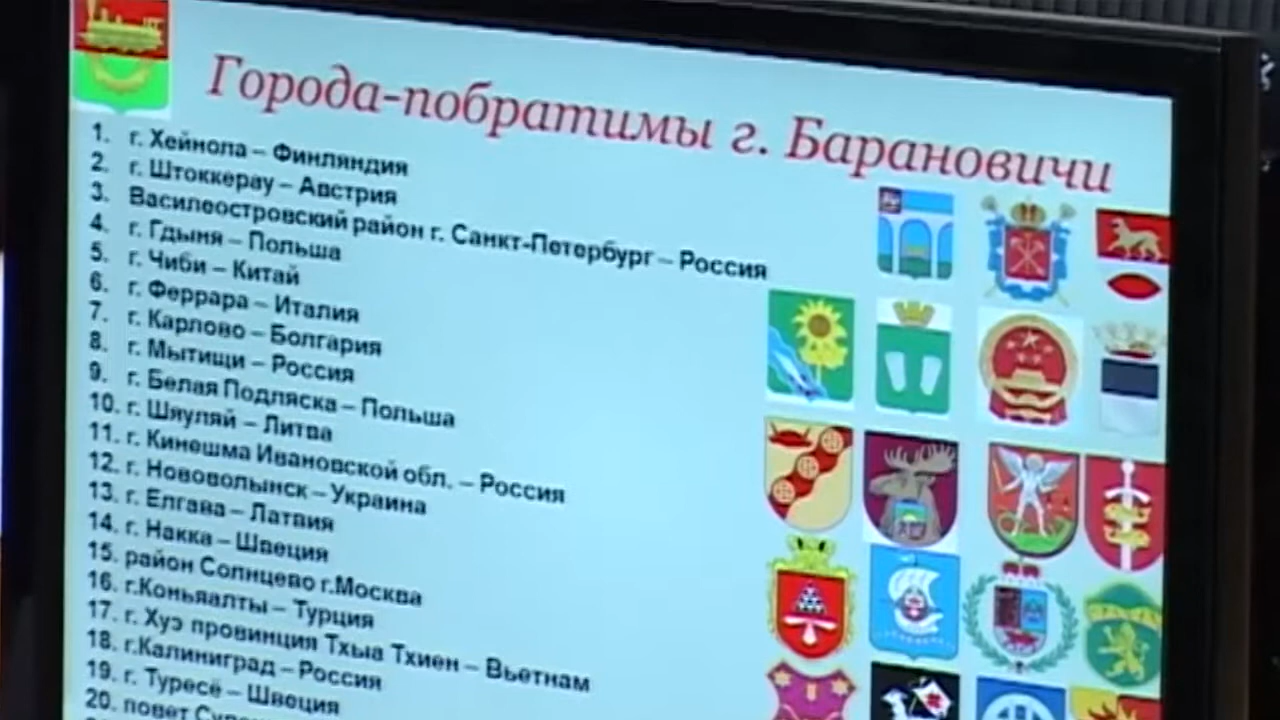 Города-побратимы г. Барановичи
1. г. Хейнола – Финляндия
2. г. Штоккерау – Австрия
3. Василеостровский район г. Санкт-Петербург – Россия
4. г. Гдыня – Польша
5. г. Чиби – Китай
6. г. Феррара – Италия
7. г. Карлово – Болгария
8. г. Мытищи – Россия
9. г. Белая Подляска – Польша
10. г. Шяуляй – Литва
11. г. Кинешма Ивановской обл. – Россия
12. г. Нововолынск – Украина
13. г. Елгава – Латвия
14. г. Накка – Швеция
15. район Солнцево г.Москва
16. г.Коньяалты – Турция
17. г. Хуэ провинция Тхыа Тхиен – Вьетнам
18. г.Калиниград – Россия
19. г. Туресё – Швеция
20. повет